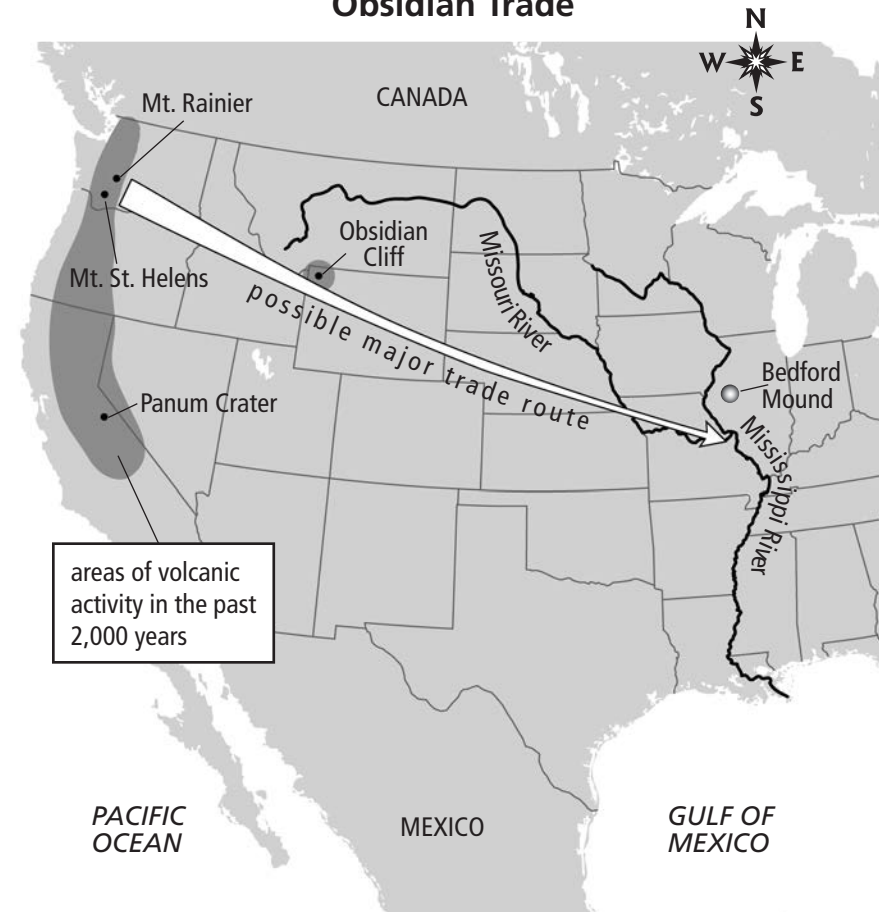 Obsidian Trade
N
W E
S
CANADA
Mt. Rainier
Obsidian
Cliff
Mt. St. Helens
Missouri River
possible major trade route
Bedford
Mound
Panum Crater
Mississippi River
areas of volcanic
activity in the past
2,000 years
PACIFIC
OCEAN
MEXICO
GULF OF
MEXICO